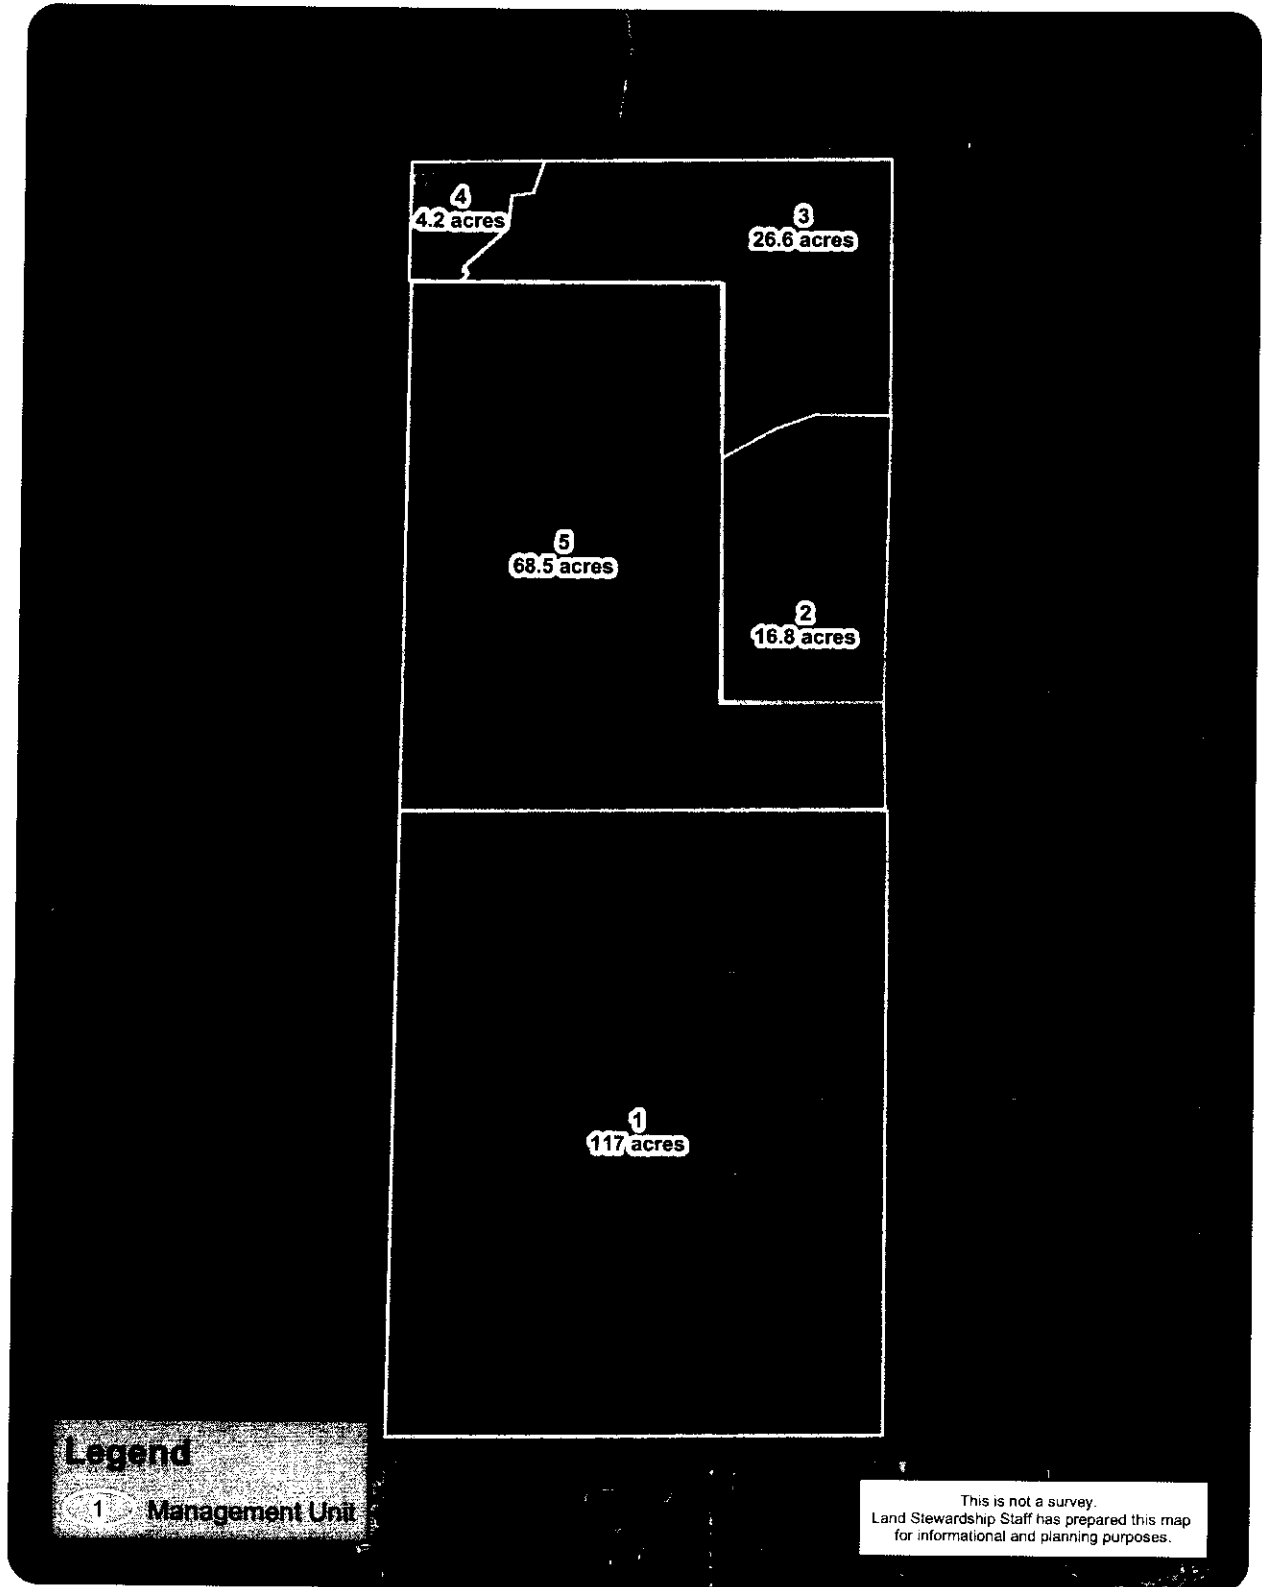 4
4.2 acres
3
26.6 acres
5
68.5 acres
2
16.8 acres
1
117 acres
Legend
1 Management Unit
This is not a survey.
Land Stewardship Staff has prepared this map
for informational and planning purposes.